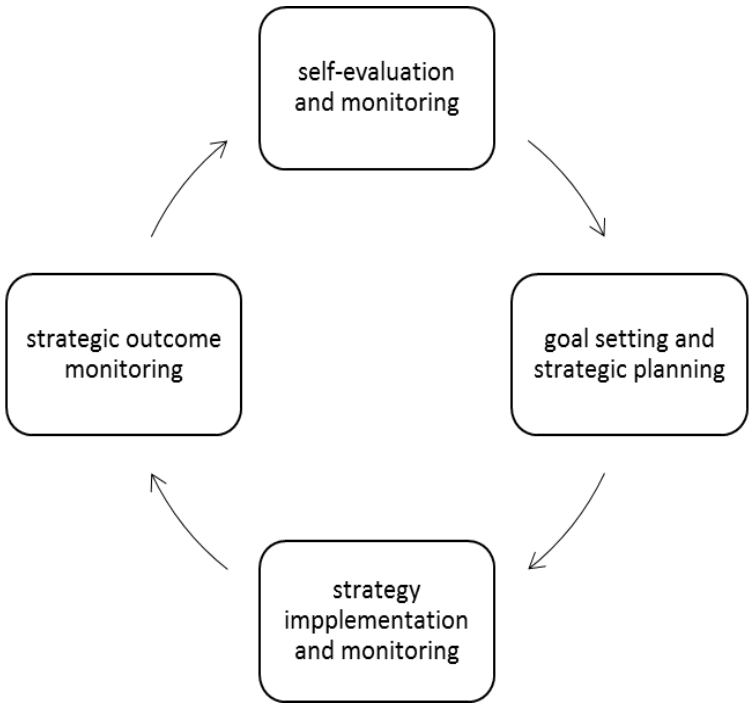 self-evaluation
and monitoring
goal setting and
strategic planning
strategy
impplementation
and monitoring
strategic outcome
monitoring